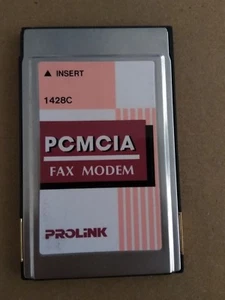 ▲ INSERT
1428C
PCMCIA
FAX MODEM
PROLiNK